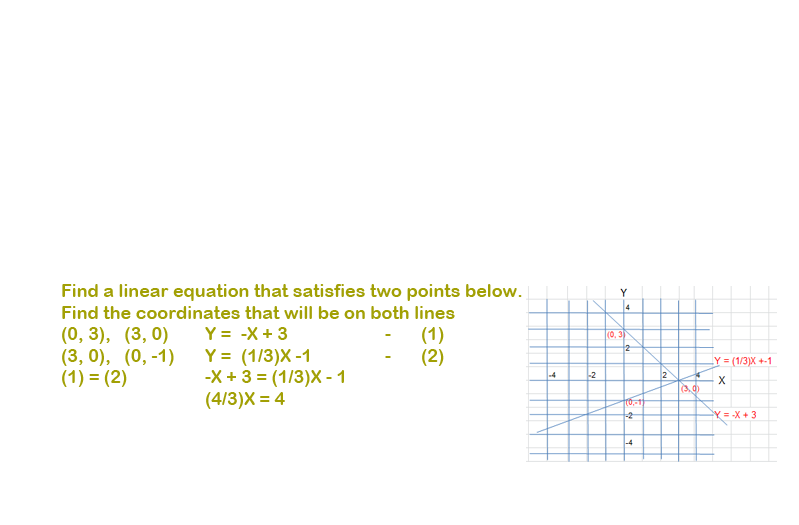 Find a linear equation that satisfies two points below.
Find the coordinates that will be on both lines
(0, 3), (3, 0) Y = -X + 3 - (1)
(3, 0), (0, -1) Y = (1/3)X -1 - (2)
(1) = (2) -X + 3 = (1/3)X - 1
(4/3)X = 4
Y
4
(0, 3)
2
Y = (1/3)X +-1
-4 -2 2 4 X
(3, 0)
(0,-1)
-2
Y = -X + 3
-4